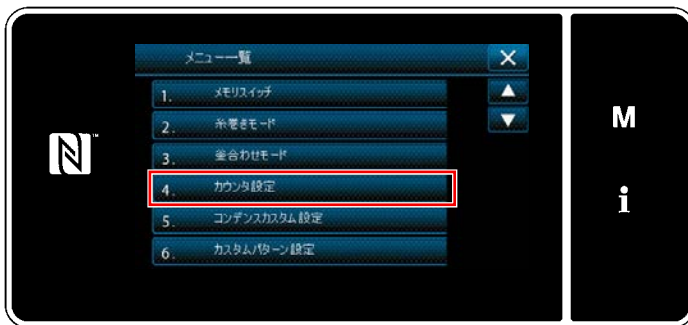 メニュー一覧
1. メモリスイッチ
2. 糸巻きモード
3. 釜合わせモード
4. カウンタ設定
5. コンデンスカスタム設定
6. カスタムパターン設定
M
i